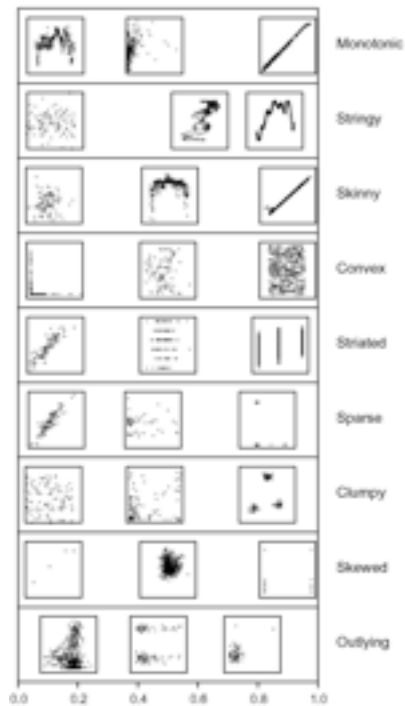 Monotonic
Stringy
Skinny
Convex
Striated
Sparse
Clumpy
Skewed
Outlying
0.0 0.2 0.4 0.6 0.8 1.0